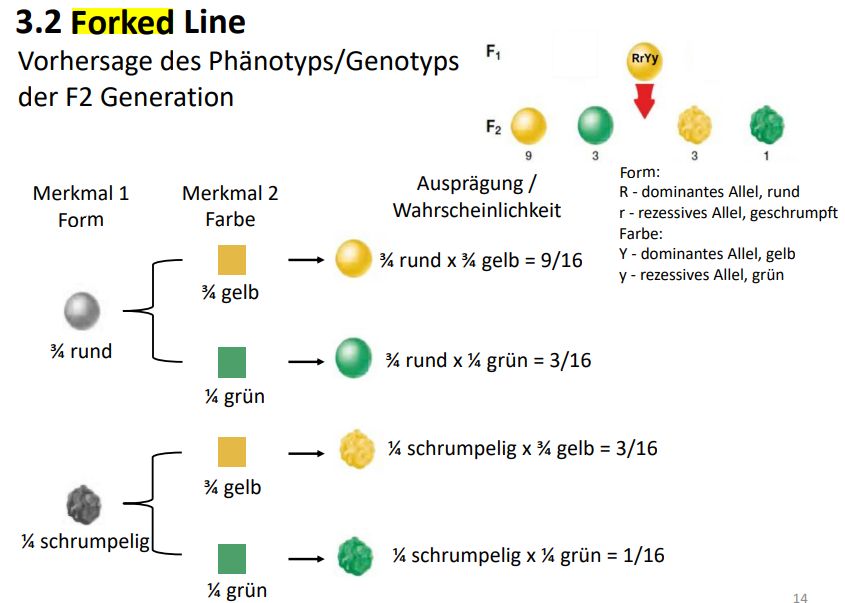 3.2 Forked Line
Vorhersage des Phänotyps/Genotyps
der F2 Generation
F1
RrYy
F2
9
3
3
1
Form:
R - dominantes Allel, rund
r - rezessives Allel, geschrumpft
Farbe:
Y - dominantes Allel, gelb
y - rezessives Allel, grün
Merkmal 1
Form
Merkmal 2
Farbe
Ausprägung /
Wahrscheinlichkeit
¾ rund
¾ gelb
¾ rund x ¾ gelb = 9/16
¼ grün
¾ rund x ¼ grün = 3/16
¼ schrumpelig
¾ gelb
¼ schrumpelig x ¾ gelb = 3/16
¼ grün
¼ schrumpelig x ¼ grün = 1/16
14